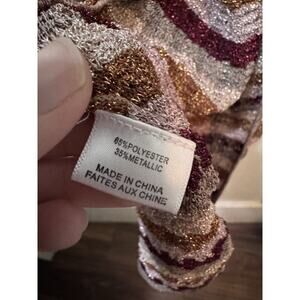 65%POLYESTER
35%METALLIC
MADE IN CHINA
FAITES AUX CHINE